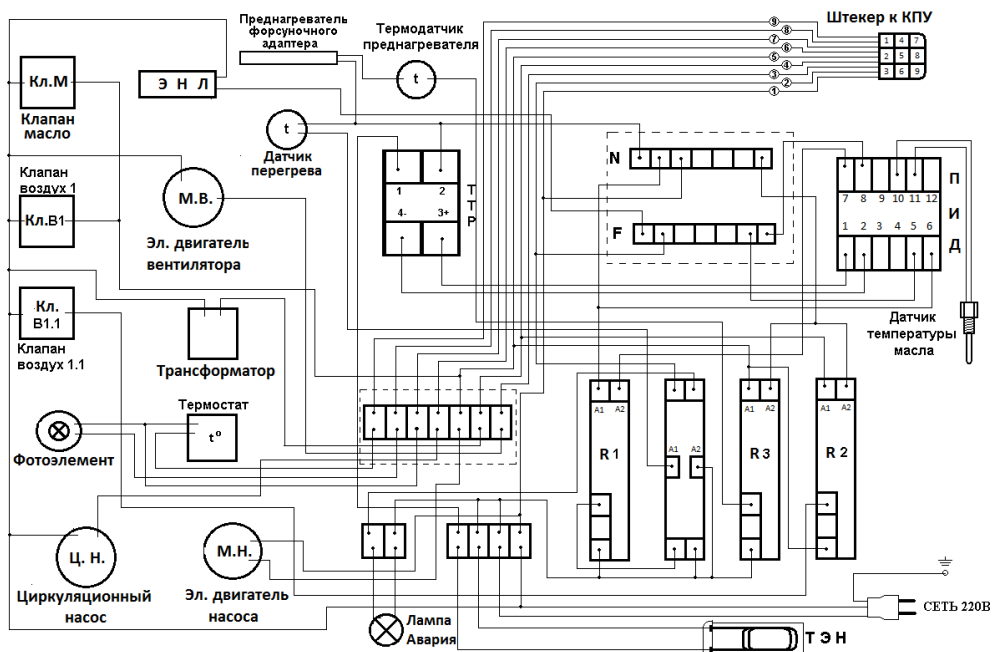 Преднагреватель
форсуночного
адаптера
Термодатчик
преднагревателя
t
Штекер к КПУ
9
8
7
6
5
4
3
2
1
1 4 7
2 5 8
3 6 9
Кл.М
Клапан
масло
Э Н Л
t
Датчик
перегрева
Клапан
воздух 1
Кл.В1
М.В.
Эл. двигатель
вентилятора
1 2
4- 3+
Т Т Р
N
F
7 8 9 10 11 12
1 2 3 4 5 6
П И Д
Датчик
температуры
масла
Кл.
В1.1
Клапан
воздух 1.1
Трансформатор
Термостат
t°
Фотоэлемент
A1 A2
R 1
A1 A2
A1 A2
R 3
A1 A2
R 2
Ц. Н.
Циркуляционный
насос
М.Н.
Эл. двигатель
насоса
Лампа
Авария
СЕТЬ 220В
Т Э Н